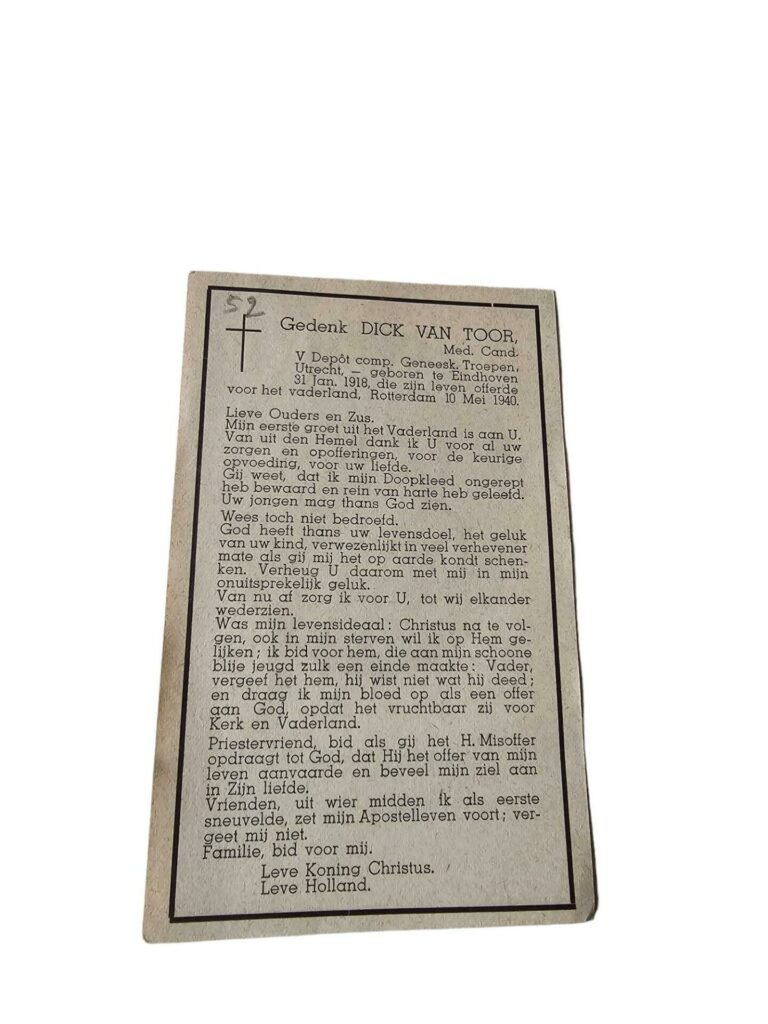 52
Gedenk DICK VAN TOOR,
Med. Cand.
V Depôt comp. Geneesk. Troepen,
Utrecht, — geboren te Eindhoven
31 Jan. 1918, die zijn leven offerde
voor het vaderland, Rotterdam 10 Mei 1940.
Lieve Ouders en Zus.
Mijn eerste groet uit het Vaderland is aan U.
Van uit den Hemel dank ik U voor al uw
zorgen en opofferingen, voor de keurige
opvoeding, voor uw liefde.
Gij weet, dat ik mijn Doopkleed ongerept
heb bewaard en rein van harte heb geleefd.
Uw jongen mag thans God zien.
Wees toch niet bedroefd.
God heeft thans uw levensdoel, het geluk
van uw kind, verwezenlijkt in veel verhevener
mate als gij mij het op aarde kondt schen-
ken. Verheug U daarom met mij in mijn
onuitsprekelijk geluk.
Van nu af zorg ik voor U, tot wij elkander
wederzien.
Was mijn levensideaal: Christus na te vol-
gen, ook in mijn sterven wil ik op Hem ge-
lijken; ik bid voor hem, die aan mijn schoone
blije jeugd zulk een einde maakte: Vader,
vergeef het hem, hij wist niet wat hij deed;
en draag ik mijn bloed op als een offer
aan God, opdat het vruchtbaar zij voor
Kerk en Vaderland.
Priestervriend, bid als gij het H. Misoffer
opdraagt tot God, dat Hij het offer van mijn
leven aanvaarde en beveel mijn ziel aan
in Zijn liefde.
Vrienden, uit wier midden ik als eerste
sneuvelde, zet mijn Apostelleven voort; ver-
geet mij niet.
Familie, bid voor mij.
Leve Koning Christus.
Leve Holland.